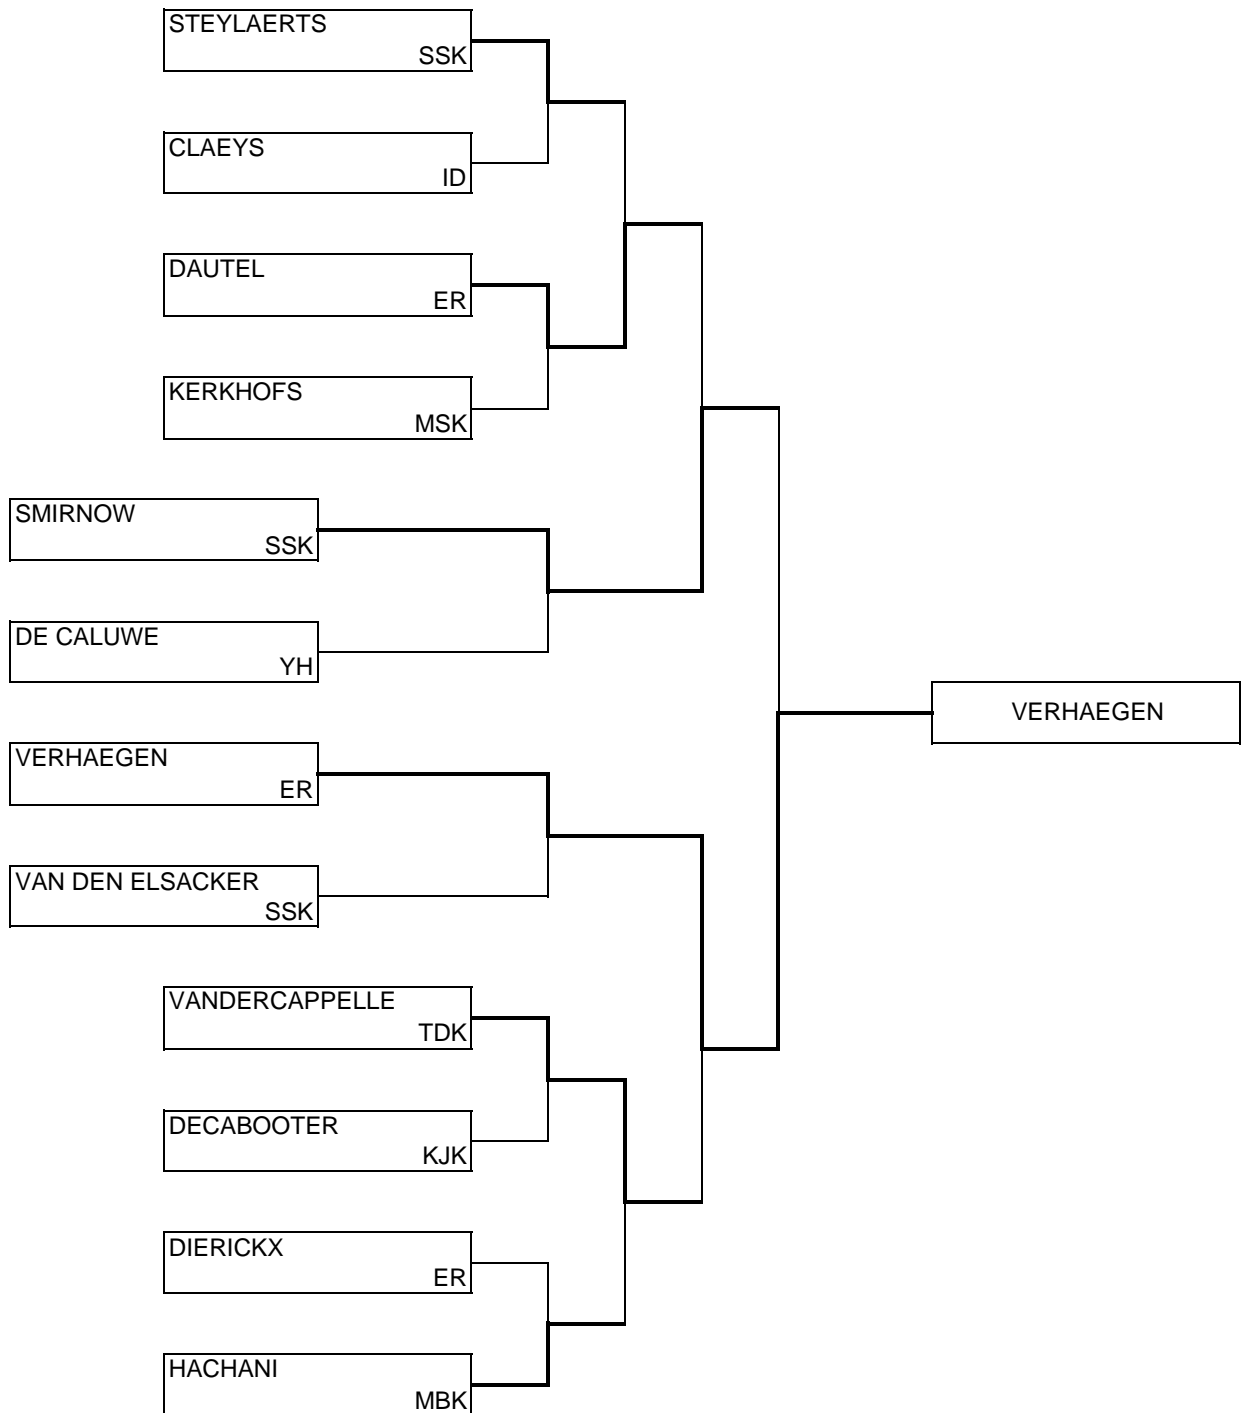 STEYLAERTS
SSK
CLAEYS
ID
DAUTEL
ER
KERKHOFS
MSK
SMIRNOW
SSK
DE CALUWE
YH
VERHAEGEN
VERHAEGEN
ER
VAN DEN ELSACKER
SSK
VANDERCAPPELLE
TDK
DECABOOTER
KJK
DIERICKX
ER
HACHANI
MBK